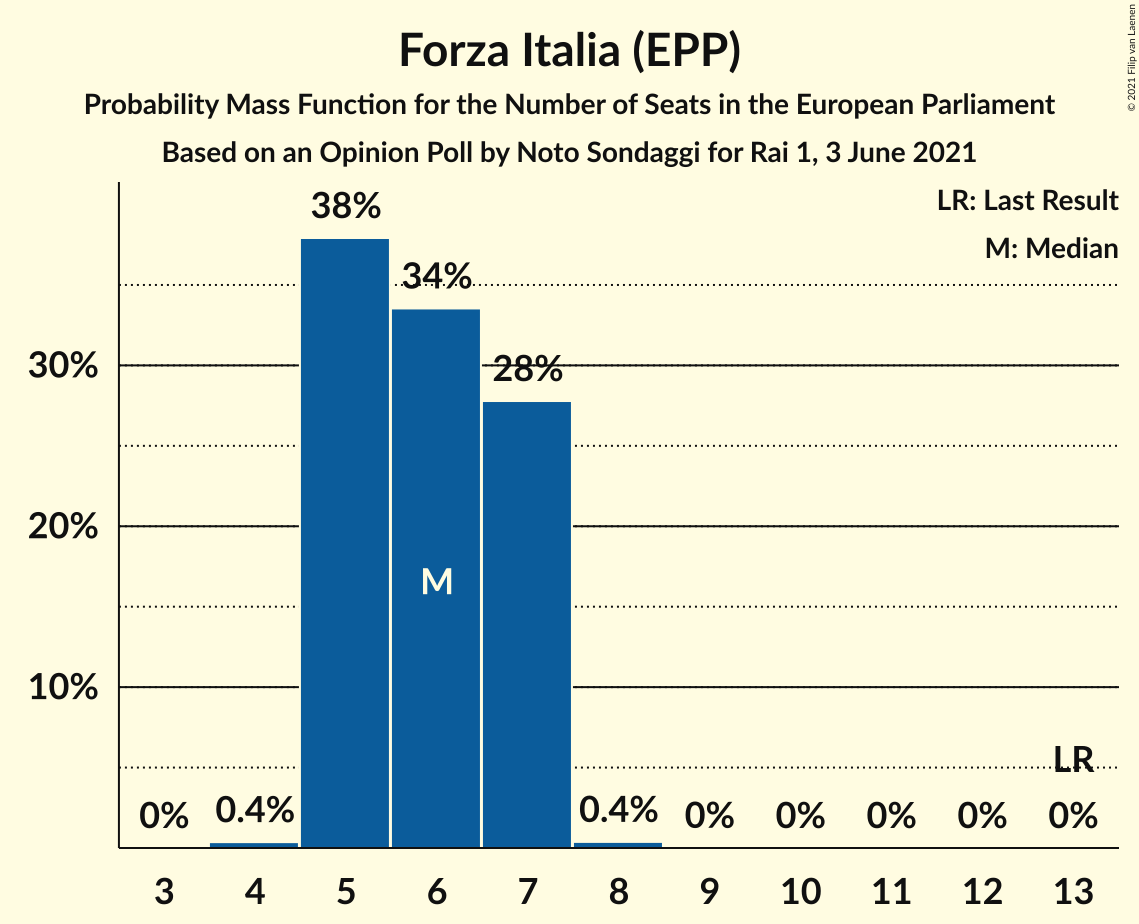 Forza Italia (EPP)
Probability Mass Function for the Number of Seats in the European Parliament
Based on an Opinion Poll by Noto Sondaggi for Rai 1, 3 June 2021
© 2021 Filip van Laenen
LR: Last Result
M: Median
38%
34%
28%
30%
20%
10%
M
LR
0% 0.4% 0.4% 0% 0% 0% 0% 0%
3 4 5 6 7 8 9 10 11 12 13